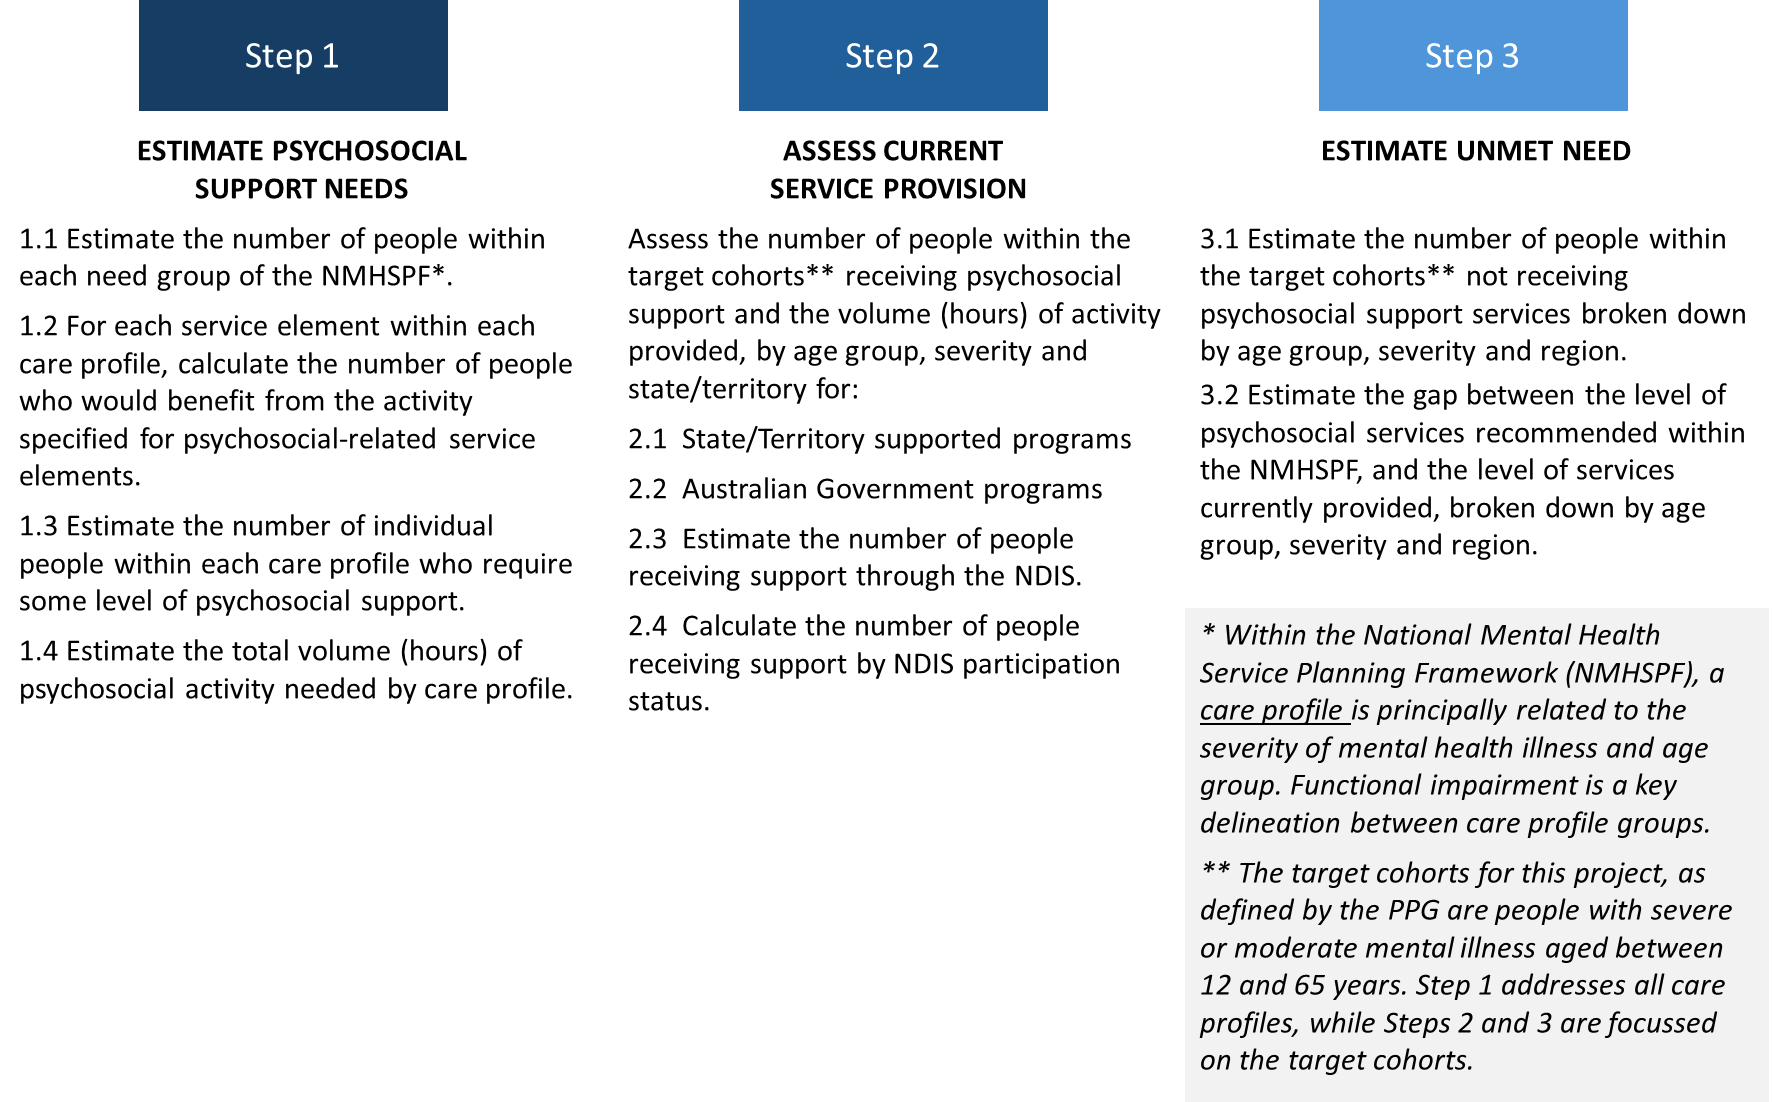 Step 1
ESTIMATE PSYCHOSOCIAL
SUPPORT NEEDS
1.1 Estimate the number of people within
each need group of the NMHSPF*.
1.2 For each service element within each
care profile, calculate the number of people
who would benefit from the activity
specified for psychosocial-related service
elements.
1.3 Estimate the number of individual
people within each care profile who require
some level of psychosocial support.
1.4 Estimate the total volume (hours) of
psychosocial activity needed by care profile.
Step 2
ASSESS CURRENT
SERVICE PROVISION
Assess the number of people within the
target cohorts** receiving psychosocial
support and the volume (hours) of activity
provided, by age group, severity and
state/territory for:
2.1 State/Territory supported programs
2.2 Australian Government programs
2.3 Estimate the number of people
receiving support through the NDIS.
2.4 Calculate the number of people
receiving support by NDIS participation
status.
Step 3
ESTIMATE UNMET NEED
3.1 Estimate the number of people within
the target cohorts** not receiving
psychosocial support services broken down
by age group, severity and region.
3.2 Estimate the gap between the level of
psychosocial services recommended within
the NMHSPF, and the level of services
currently provided, broken down by age
group, severity and region.
* Within the National Mental Health
Service Planning Framework (NMHSPF), a
care profile is principally related to the
severity of mental health illness and age
group. Functional impairment is a key
delineation between care profile groups.
** The target cohorts for this project, as
defined by the PPG are people with severe
or moderate mental illness aged between
12 and 65 years. Step 1 addresses all care
profiles, while Steps 2 and 3 are focussed
on the target cohorts.